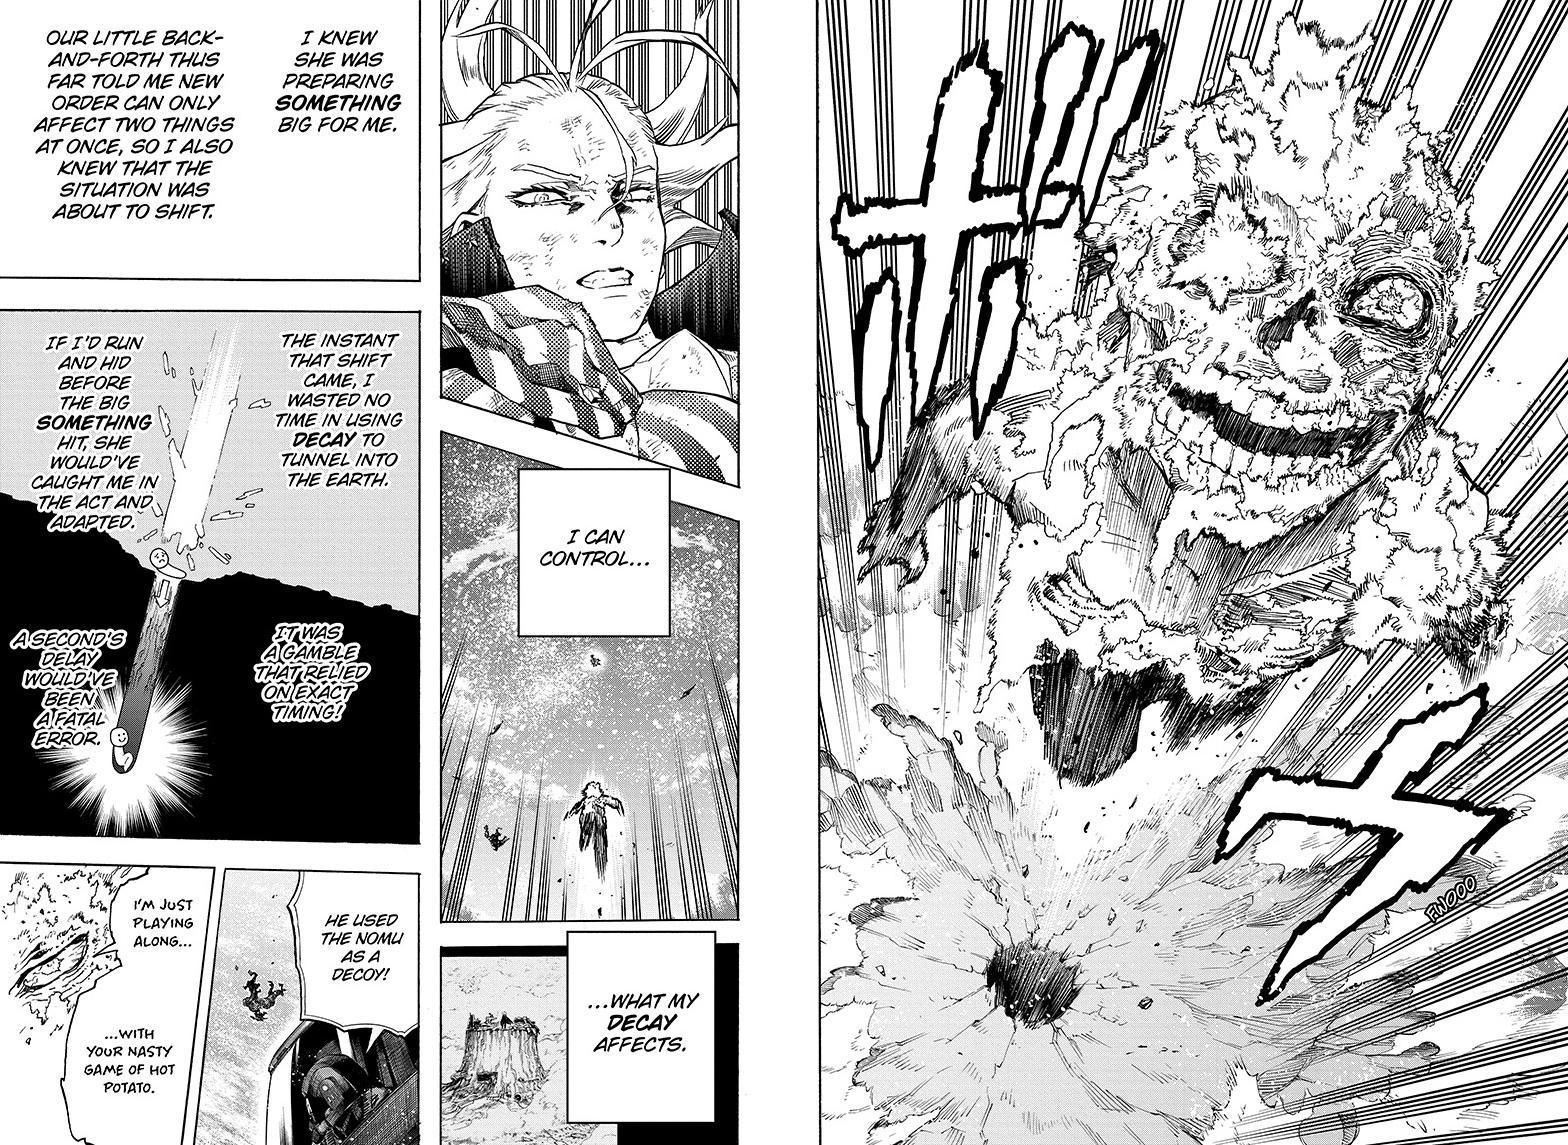 ボ
FWOOO
I CAN
CONTROL...
...WHAT MY
DECAY
AFFECTS.
I KNEW
SHE WAS
PREPARING
SOMETHING
BIG FOR ME.
OUR LITTLE BACK-
AND-FORTH THUS
FAR TOLD ME NEW
ORDER CAN ONLY
AFFECT TWO THINGS
AT ONCE, SO I ALSO
KNEW THAT THE
SITUATION WAS
ABOUT TO SHIFT.
THE INSTANT
THAT SHIFT
CAME, I
WASTED NO
TIME IN USING
DECAY TO
TUNNEL INTO
THE EARTH.
IF I'D RUN
AND HID
BEFORE
THE BIG
SOMETHING
HIT, SHE
WOULD'VE
CAUGHT ME IN
THE ACT AND
ADAPTED.
IT WAS
A GAMBLE
THAT RELIED
ON EXACT
TIMING!
A SECOND'S
DELAY
WOULD'VE
BEEN
A FATAL
ERROR.
HE USED
THE NOMU
AS A
DECOY!
I'M JUST
PLAYING
ALONG...
...WITH
YOUR NASTY
GAME OF HOT
POTATO.